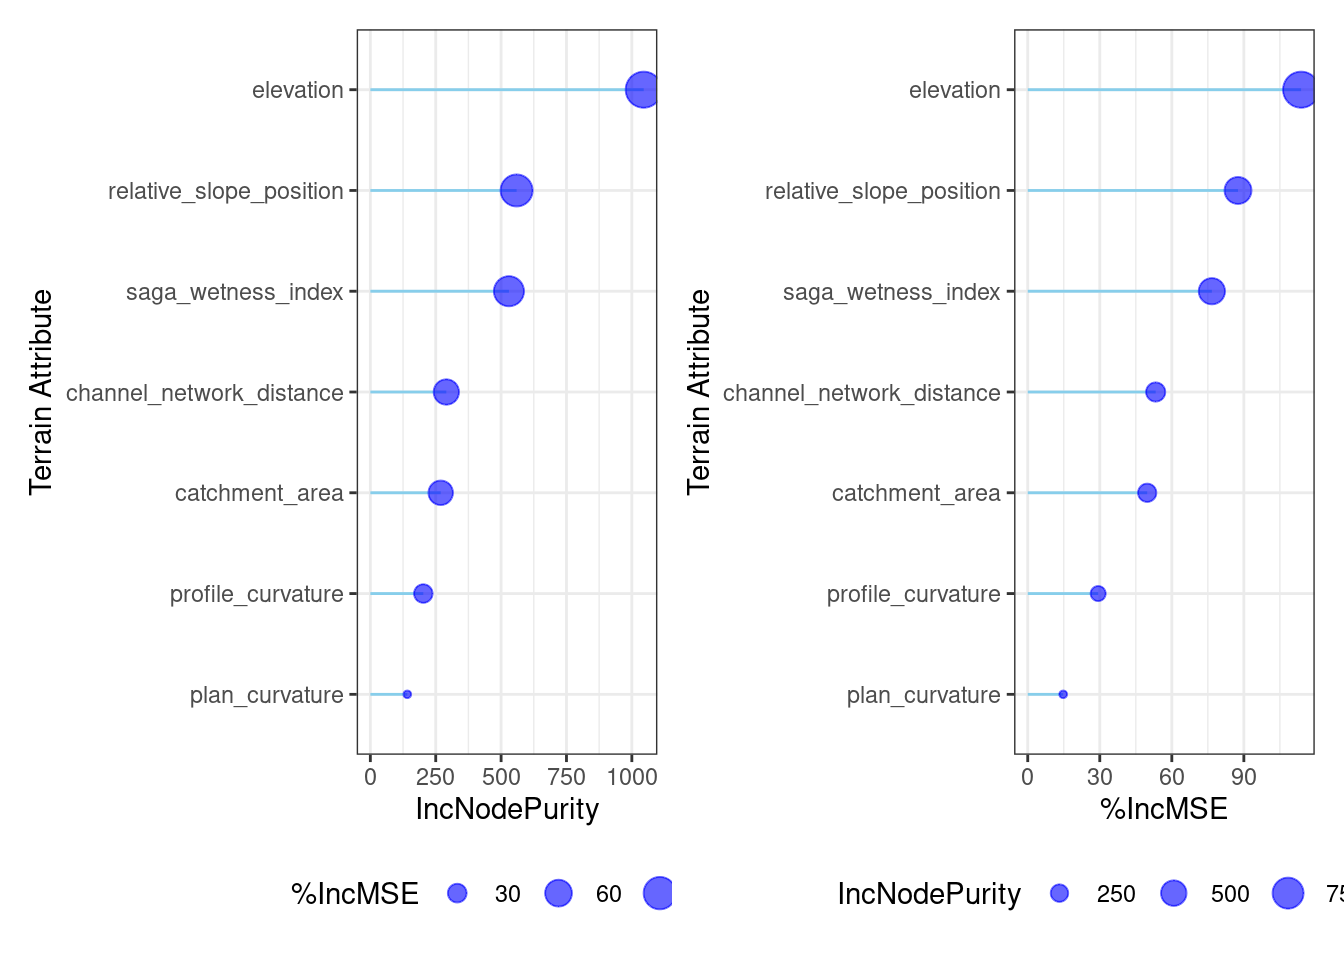 elevation
relative_slope_position
saga_wetness_index
channel_network_distance
catchment_area
profile_curvature
plan_curvature
Terrain Attribute
0 250 500 750 1000
IncNodePurity
%IncMSE 30 60
elevation
relative_slope_position
saga_wetness_index
channel_network_distance
catchment_area
profile_curvature
plan_curvature
Terrain Attribute
0 30 60 90
%IncMSE
IncNodePurity 250 500